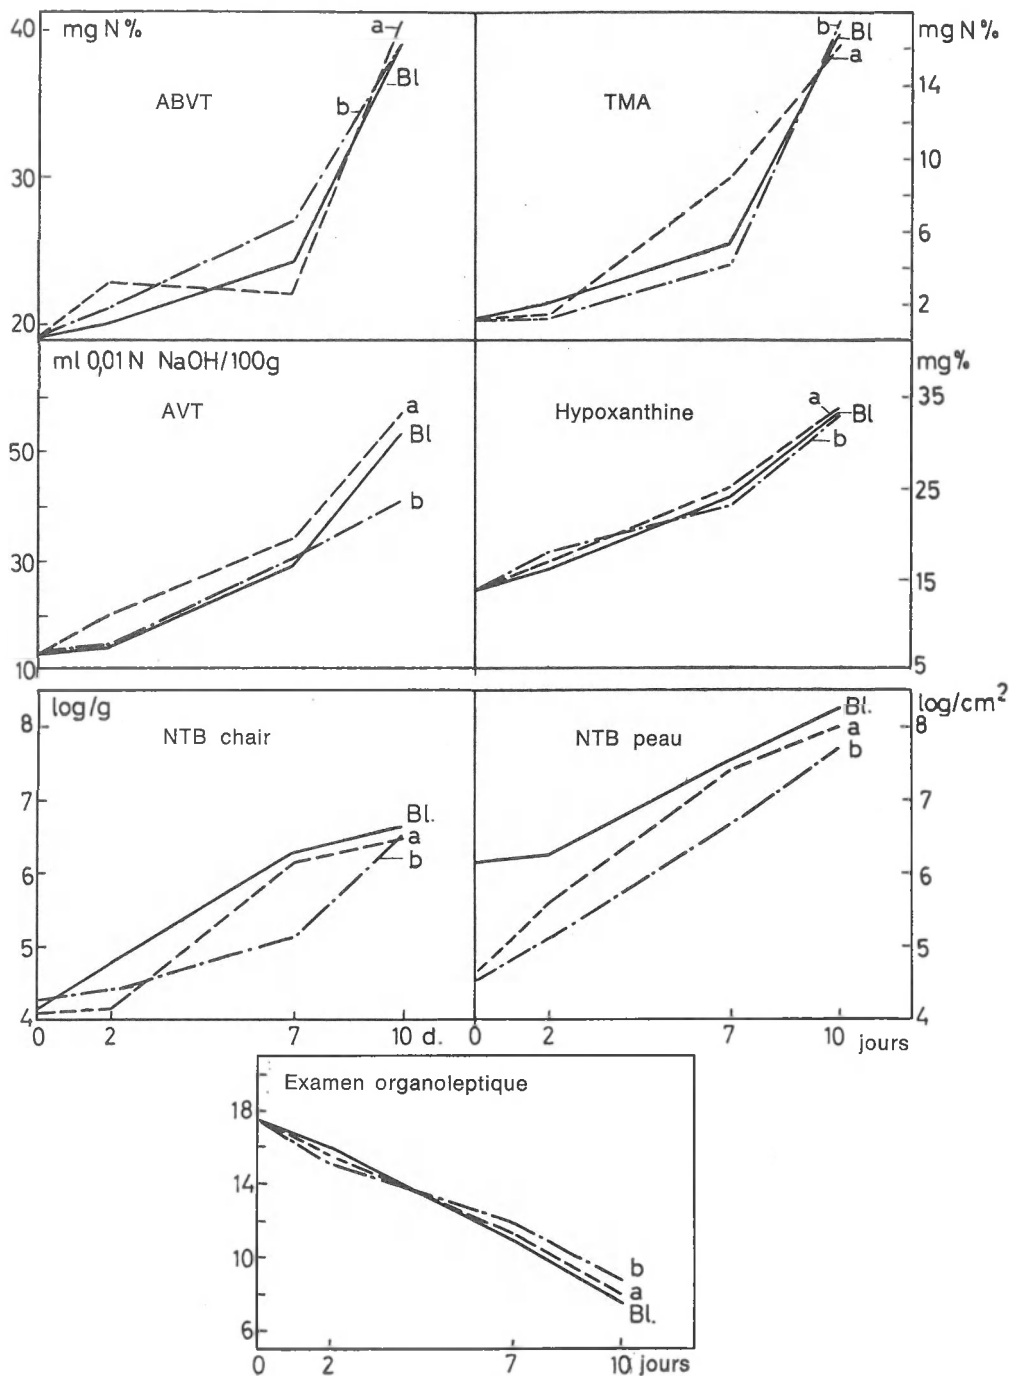 40 mg N% a b mg N%
Bl
a
ABVT Bl TMA 14
b
30 10
6
20 2
ml 0,01 N NaOH/100g mg%
AVT a Hypoxanthine a 35
Bl Bl
50 b
b 25
30 15
10 5
log/g log/cm2
8 NTB chair NTB peau Bl. 8
a
b
7 7
Bl.
a
6 b 6
5 5
4 4
0 2 7 10 d. 0 2 7 10 jours
Examen organoleptique
18
14
10 b
a
Bl.
6
0 2 7 10 jours